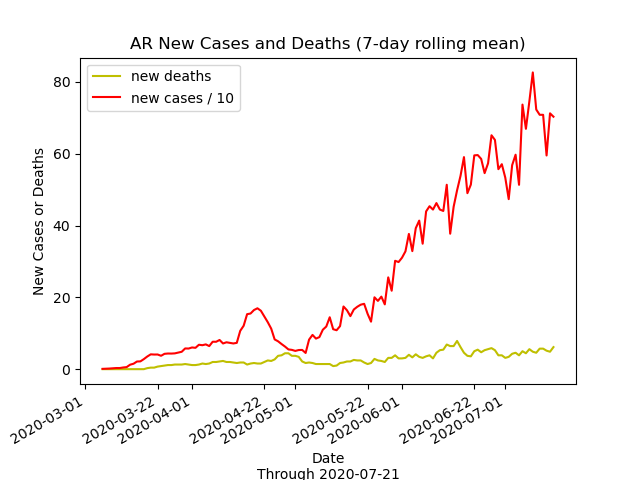 AR New Cases and Deaths (7-day rolling mean)
new deaths
new cases / 10
New Cases or Deaths
80
60
40
20
0
2020-03-01
2020-03-22
2020-04-01
2020-04-22
2020-05-01
2020-05-22
2020-06-01
2020-06-22
2020-07-01
Date
Through 2020-07-21